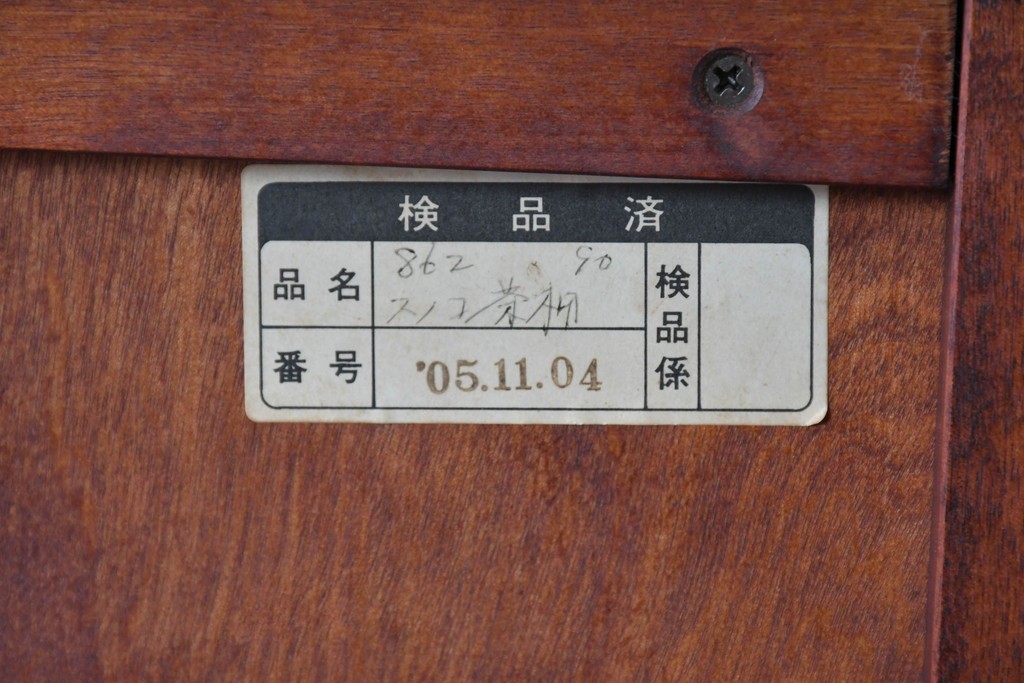 検品済
品名
862 90
スノコ茶棚
番号
'05.11.04
検品係